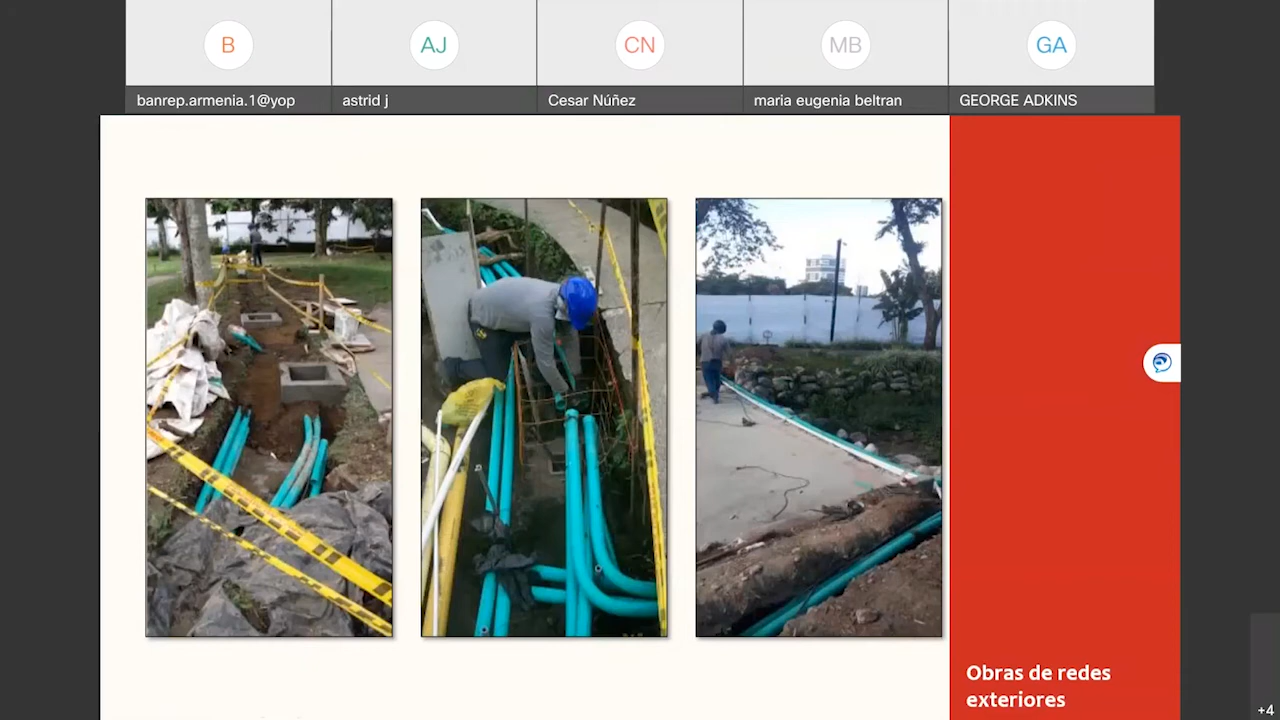 B
AJ
CN
MB
GA
banrep.armenia.1@yop
astrid j
Cesar Núñez
maria eugenia beltran
GEORGE ADKINS
Obras de redes
exteriores
+4